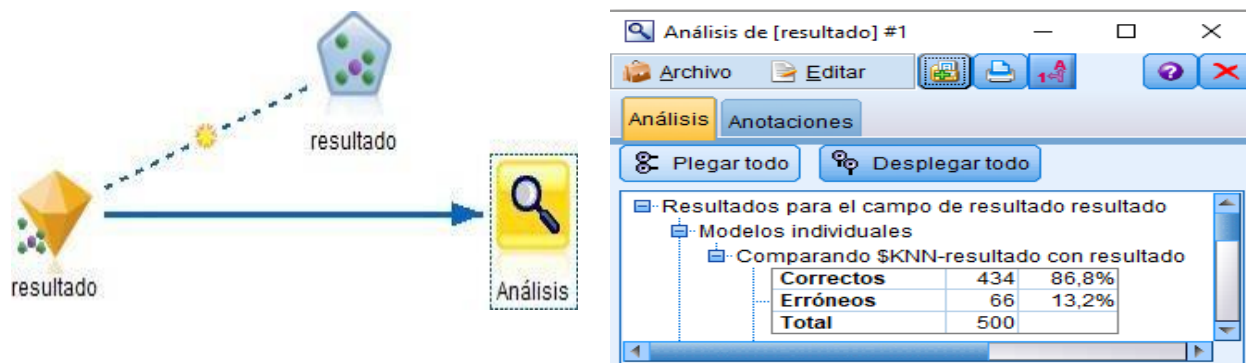 resultado
resultado
Análisis
Análisis de [resultado] #1
Archivo Editar
Análisis Anotaciones
Plegar todo Desplegar todo
Resultados para el campo de resultado resultado
Modelos individuales
Comparando $KNN-resultado con resultado
Correctos 434 86,8%
Erróneos 66 13,2%
Total 500